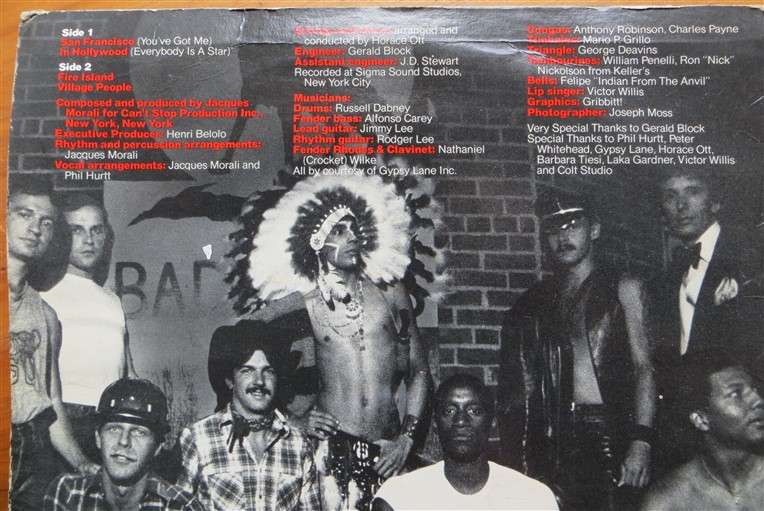 Side 1
San Francisco (You've Got Me)
In Hollywood (Everybody Is A Star)
Side 2
Fire Island
Village People
Composed and produced by Jacques
Morali for Can't Stop Production Inc.,
New York, New York
Executive Producer: Henri Belolo
Rhythm and percussion arrangements:
Jacques Morali
Vocal arrangements: Jacques Morali and
Phil Hurtt
arranged and
conducted by Horace Ott
Engineer: Gerald Block
Assistant engineer: J.D. Stewart
Recorded at Sigma Sound Studios,
New York City
Musicians:
Drums: Russell Dabney
Fender bass: Alfonso Carey
Lead guitar: Jimmy Lee
Rhythm guitar: Rodger Lee
Fender Rhodes & Clavinet: Nathaniel
(Crocket) Wilke
All by courtesy of Gypsy Lane Inc.
Congas: Anthony Robinson, Charles Payne
Mario P. Grillo
Triangle: George Deavins
Tambourines: William Penelli, Ron "Nick"
Nickolson from Keller's
Bells: Felipe "Indian From The Anvil"
Lip singer: Victor Willis
Graphics: Gribbitt!
Photographer: Joseph Moss
Very Special Thanks to Gerald Block
Special Thanks to Phil Hurtt, Peter
Whitehead, Gypsy Lane, Horace Ott,
Barbara Tiesi, Laka Gardner, Victor Willis
and Colt Studio
BAD